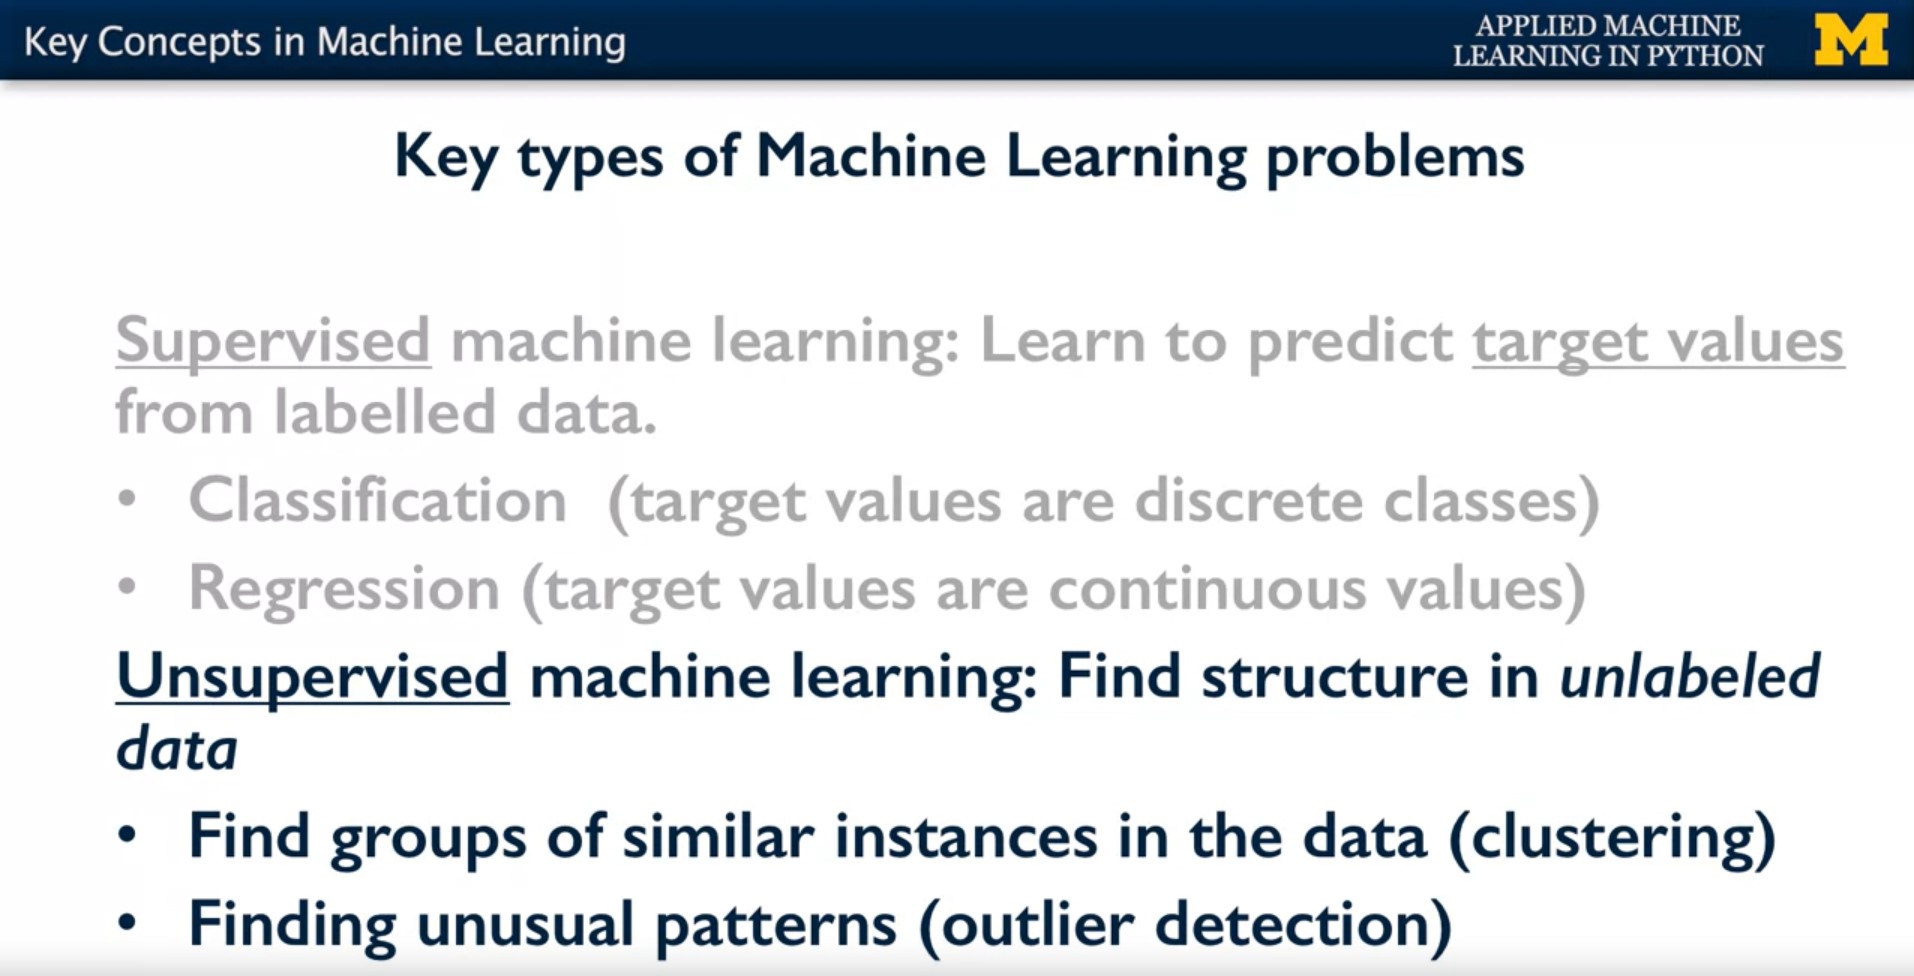 Key Concepts in Machine Learning
APPLIED MACHINE
LEARNING IN PYTHON
M
Key types of Machine Learning problems
Supervised machine learning: Learn to predict target values
from labelled data.
• Classification (target values are discrete classes)
• Regression (target values are continuous values)
Unsupervised machine learning: Find structure in unlabeled
data
• Find groups of similar instances in the data (clustering)
• Finding unusual patterns (outlier detection)